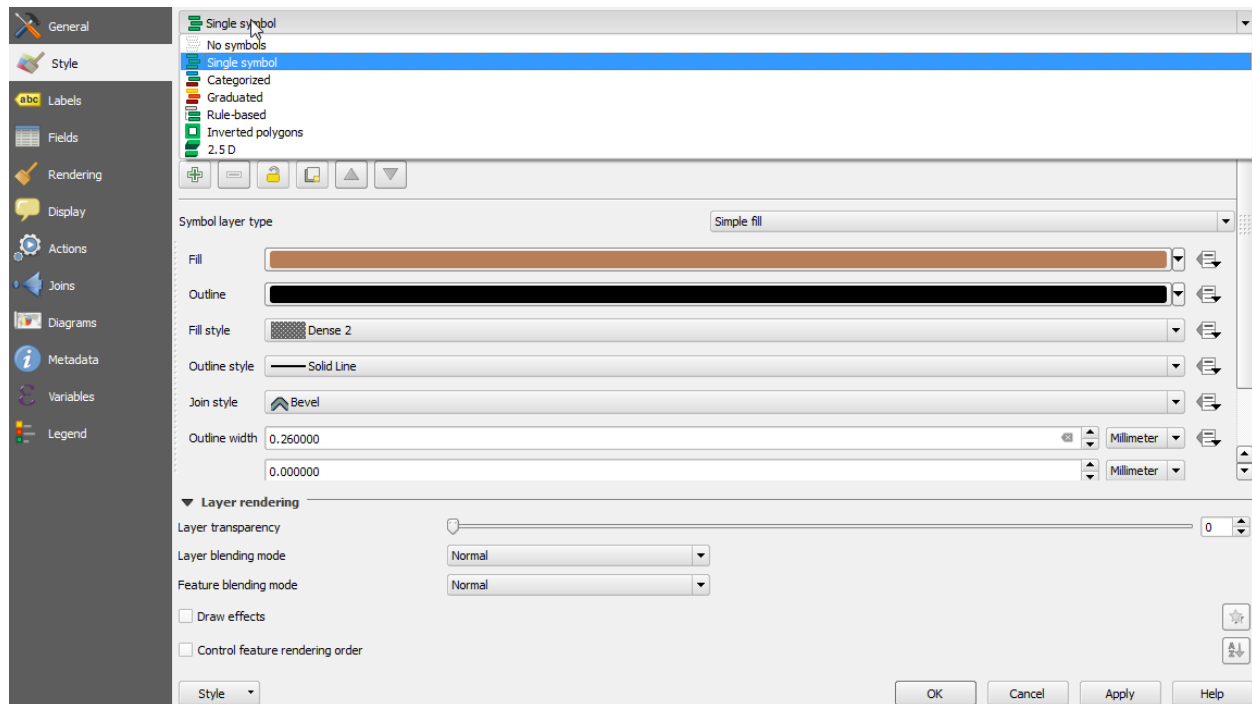 General
Style
abc Labels
Fields
Rendering
Display
Actions
Joins
Diagrams
Metadata
Variables
Legend
Single symbol
No symbols
Single symbol
Categorized
Graduated
Rule-based
Inverted polygons
2.5 D
Symbol layer type Simple fill
Fill
Outline
Fill style Dense 2
Outline style Solid Line
Join style Bevel
Outline width 0.260000 Millimeter
0.000000 Millimeter
Layer rendering
Layer transparency 0
Layer blending mode Normal
Feature blending mode Normal
Draw effects
Control feature rendering order
Style OK Cancel Apply Help